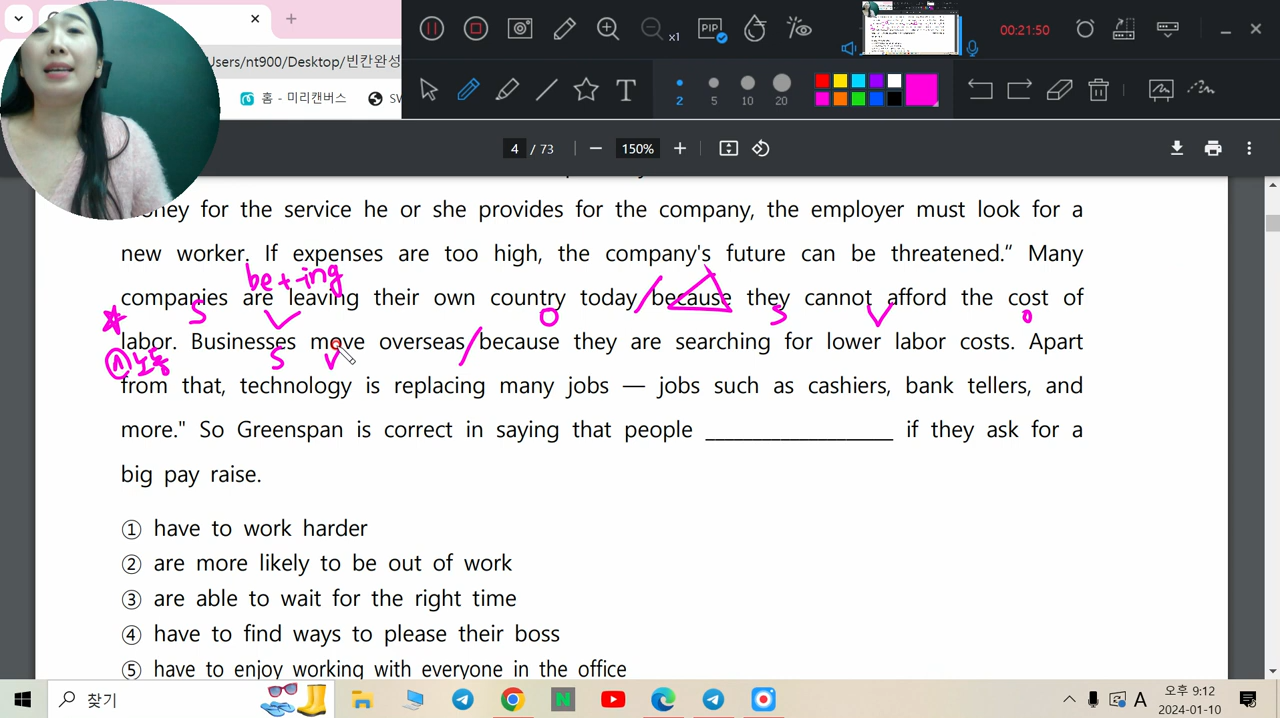 Users/nt900/Desktop/빈칸완성
홈 - 미리캔버스
x1
PIP
00:21:50
T
2
5
10
20
4 / 73
150%
money for the service he or she provides for the company, the employer must look for a
new worker. If expenses are too high, the company's future can be threatened.“ Many
be+-ing
companies are leaving their own country today because they cannot afford the cost of
S V O S V O
labor. Businesses move overseas because they are searching for lower labor costs. Apart
① 노동 S V
from that, technology is replacing many jobs — jobs such as cashiers, bank tellers, and
more." So Greenspan is correct in saying that people ________________ if they ask for a
big pay raise.
① have to work harder
② are more likely to be out of work
③ are able to wait for the right time
④ have to find ways to please their boss
⑤ have to enjoy working with everyone in the office
찾기
N
A
오후 9:12
2024-01-10